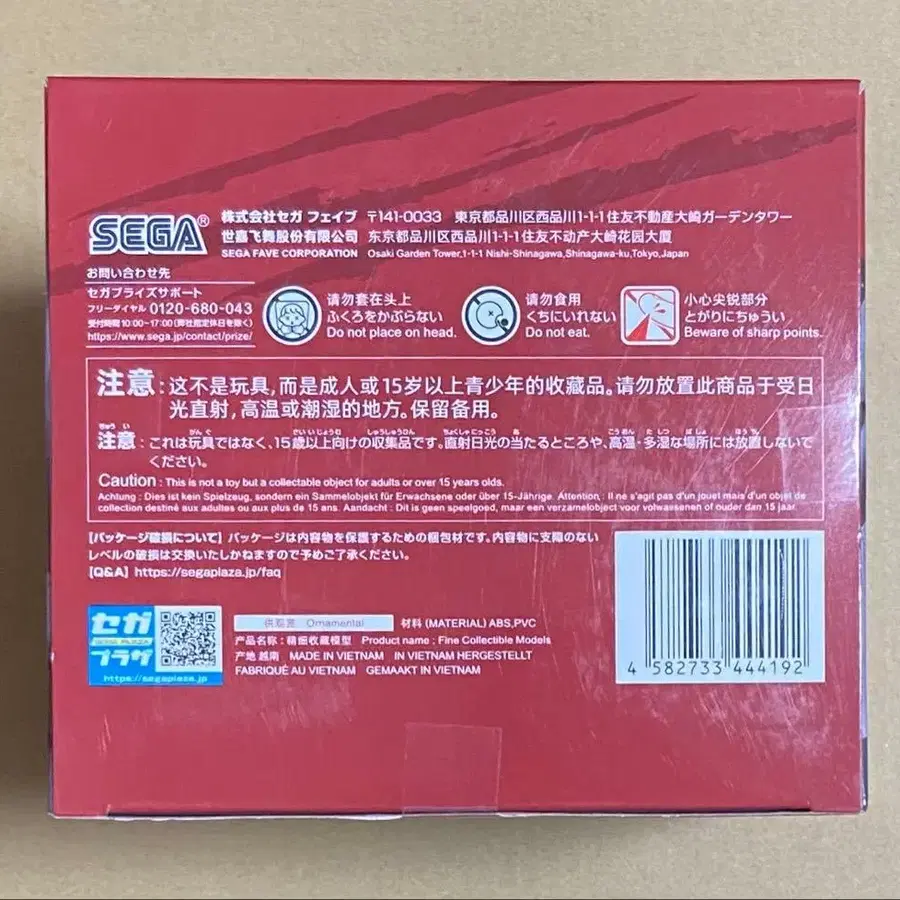 SEGA®
株式会社セガ フェイブ 〒141-0033 東京都品川区西品川1-1-1住友不動産大崎ガーデンタワー
世嘉飞舞股份有限公司 东京都品川区西品川1-1-1住友不动产大崎花园大厦
SEGA FAVE CORPORATION Osaki Garden Tower,1-1-1 Nishi-Shinagawa,Shinagawa-ku,Tokyo,Japan
お問い合わせ先
セガプライズサポート
フリーダイヤル 0120-680-043
受付時間10:00~17:00(弊社指定休日を除く)
https://www.sega.jp/contact/prize/
请勿套在头上
ふくろをかぶらない
Do not place on head.
请勿食用
くちにいれない
Do not eat.
小心尖锐部分
とがりにちゅうい
Beware of sharp points.
注意:这不是玩具,而是成人或15岁以上青少年的收藏品。请勿放置此商品于受日
光直射,高温或潮湿的地方。保留备用。
注意:これは玩具ではなく、15歳以上向けの収集品です。直射日光の当たるところや、高温・多湿な場所には放置しないで
ください。
Caution : This is not a toy but a collectable object for adults or over 15 years olds.
Achtung : Dies ist kein Spielzeug, sondern ein Sammelobjekt für Erwachsene oder über 15-Jährige. Attention : Il ne s'agit pas d'un jouet mais d'un objet de
collection destiné aux adultes ou aux plus de 15 ans. Aandacht : Dit is geen speelgoed, maar een verzamelobject voor volwassenen of ouder dan 15 jaar.
【パッケージ破損について】パッケージは内容物を保護するための梱包材です。内容物に支障のない
レベルの破損は交換いたしかねますので予めご了承ください。
[Q&A] https://segaplaza.jp/faq
セガ
SEGA PLAZA
プラザ
https://segaplaza.jp
供观赏 Ornamental 材料 (MATERIAL) ABS,PVC
产品名称:精细收藏模型 Product name : Fine Collectible Models
产地 越南 MADE IN VIETNAM IN VIETNAM HERGESTELLT
FABRIQUÉ AU VIETNAM GEMAAKT IN VIETNAM
4 582733 444192